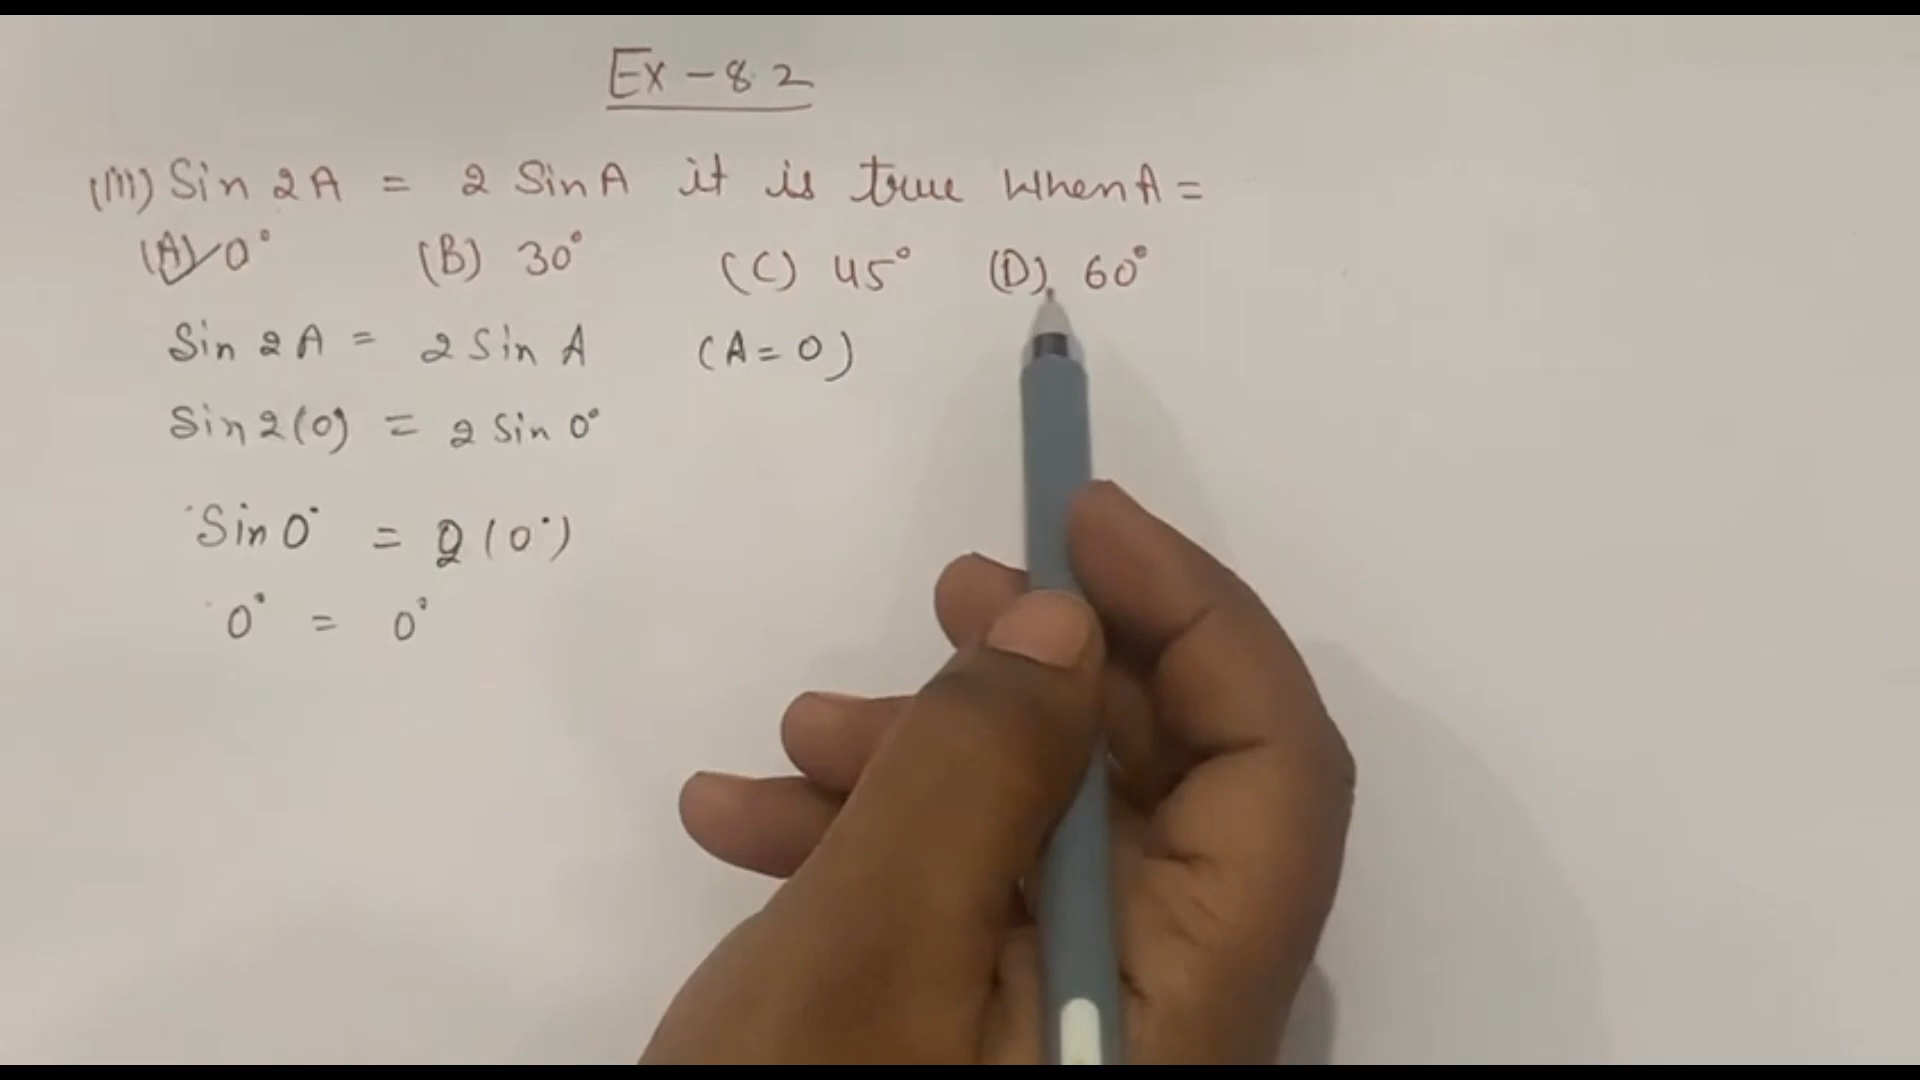 Ex - 8.2
(III) Sin 2A = 2 SinA it is true when A =
(A) 0° (B) 30° (C) 45° (D) 60°
Sin 2A = 2 Sin A (A = 0)
Sin 2(0) = 2 Sin 0°
Sin 0° = 2 (0°)
0° = 0°